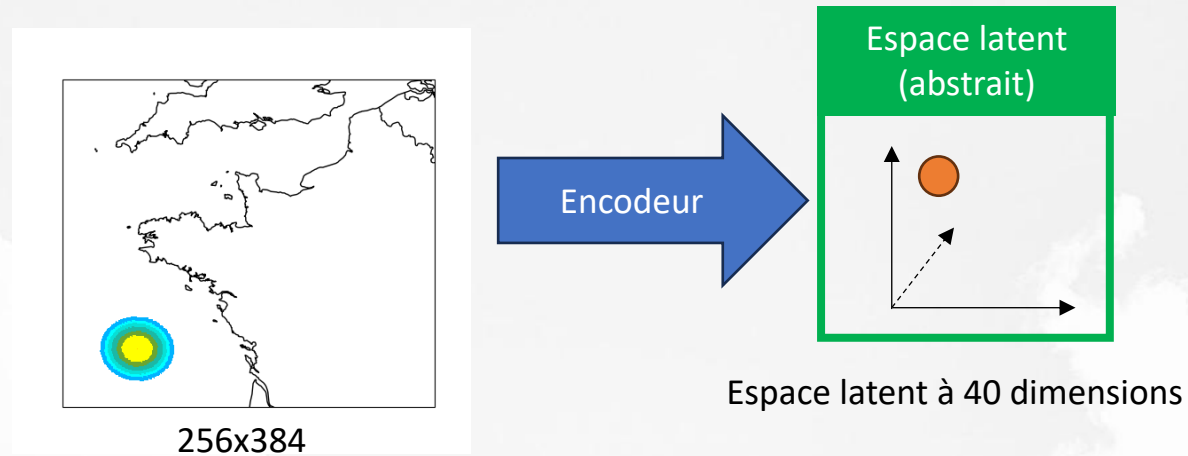 Espace latent
(abstrait)
Encodeur
Espace latent à 40 dimensions
256x384